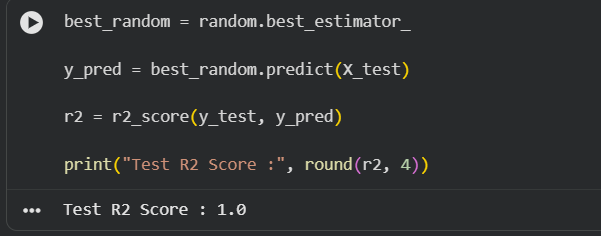 best_random = random.best_estimator_
y_pred = best_random.predict(X_test)
r2 = r2_score(y_test, y_pred)
print("Test R2 Score :", round(r2, 4))
Test R2 Score : 1.0